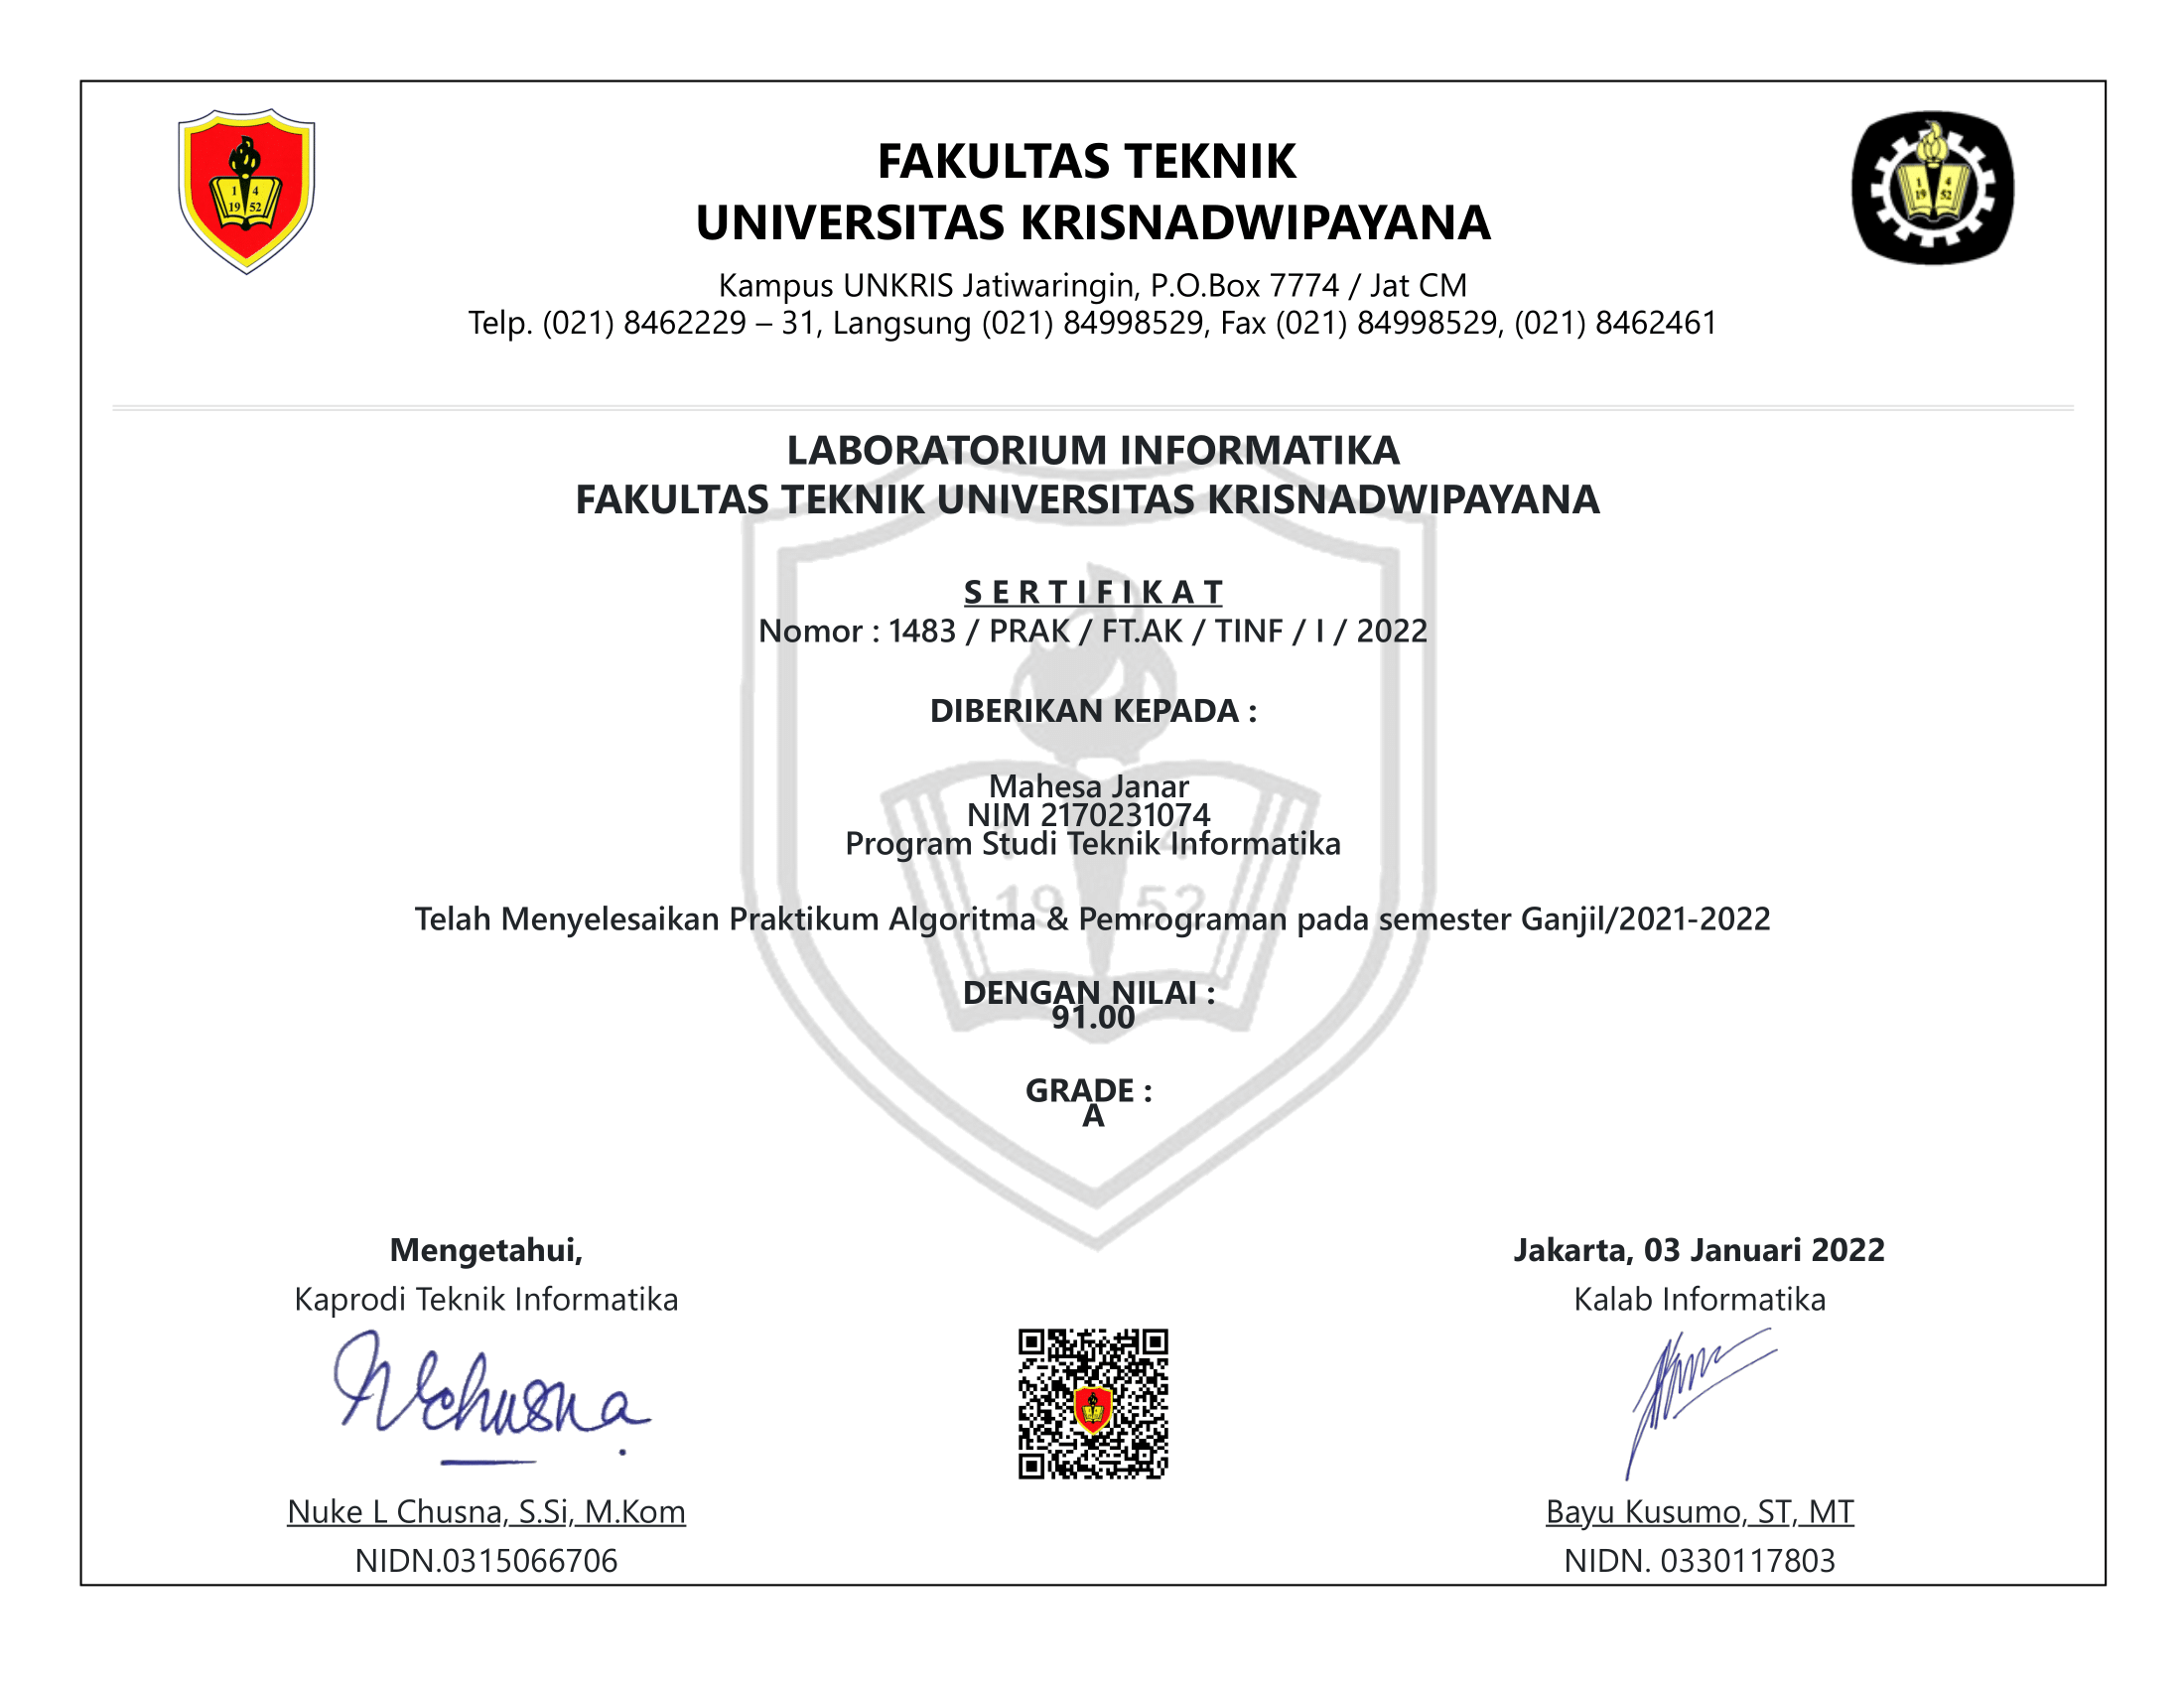 1 4
19 52
1 4
19 52
FAKULTAS TEKNIK
UNIVERSITAS KRISNADWIPAYANA
Kampus UNKRIS Jatiwaringin, P.O.Box 7774 / Jat CM
Telp. (021) 8462229 – 31, Langsung (021) 84998529, Fax (021) 84998529, (021) 8462461
LABORATORIUM INFORMATIKA
FAKULTAS TEKNIK UNIVERSITAS KRISNADWIPAYANA
S E R T I F I K A T
Nomor : 1483 / PRAK / FT.AK / TINF / I / 2022
DIBERIKAN KEPADA :
Mahesa Janar
NIM 2170231074
Program Studi Teknik Informatika
1 4
19 52
Telah Menyelesaikan Praktikum Algoritma & Pemrograman pada semester Ganjil/2021-2022
DENGAN NILAI :
91.00
GRADE :
A
Mengetahui,
Kaprodi Teknik Informatika
Nchusna
Nuke L Chusna, S.Si, M.Kom
NIDN.0315066706
Jakarta, 03 Januari 2022
Kalab Informatika
Bayu Kusumo, ST, MT
NIDN. 0330117803